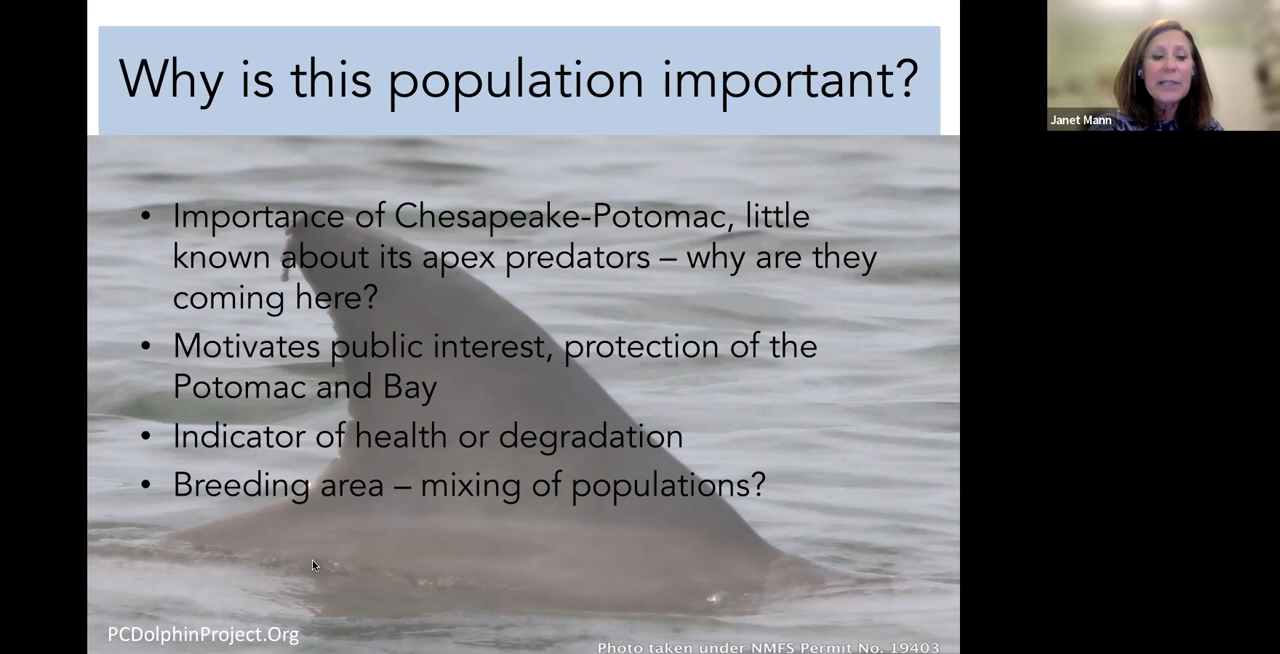 Why is this population important?
• Importance of Chesapeake-Potomac, little
known about its apex predators – why are they
coming here?
• Motivates public interest, protection of the
Potomac and Bay
• Indicator of health or degradation
• Breeding area – mixing of populations?
PCDolphinProject.Org
Photo taken under NMFS Permit No. 19403
Janet Mann